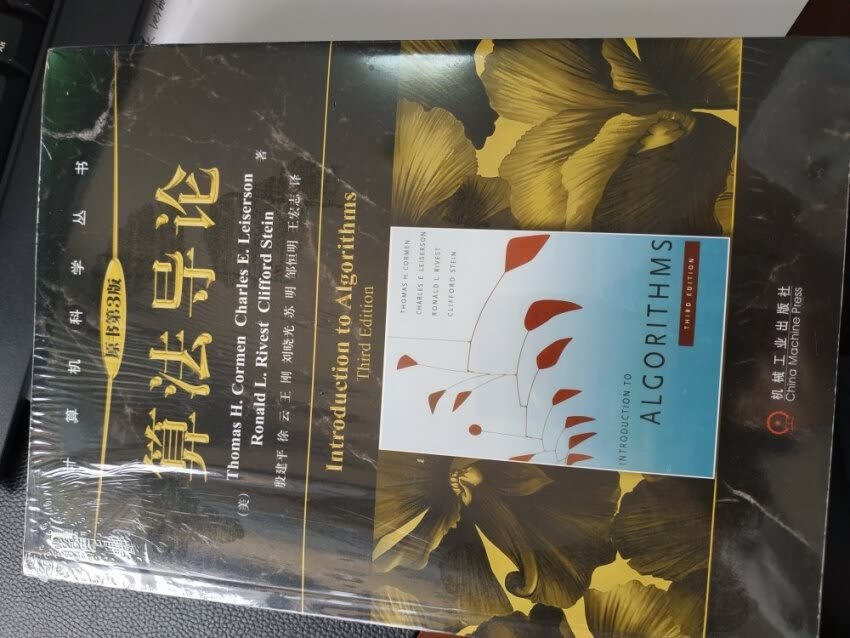 计算机科学丛书
原书第3版
算法导论
(美)
Thomas H. Cormen Charles E. Leiserson
Ronald L. Rivest Clifford Stein
著
殷建平 徐 云 王 刚 刘晓光 苏 明 邹恒明 王宏志 译
Introduction to Algorithms
Third Edition
THOMAS H. CORMEN
CHARLES E. LEISERSON
RONALD L. RIVEST
CLIFFORD STEIN
INTRODUCTION TO
ALGORITHMS
THIRD EDITION
机械工业出版社
China Machine Press